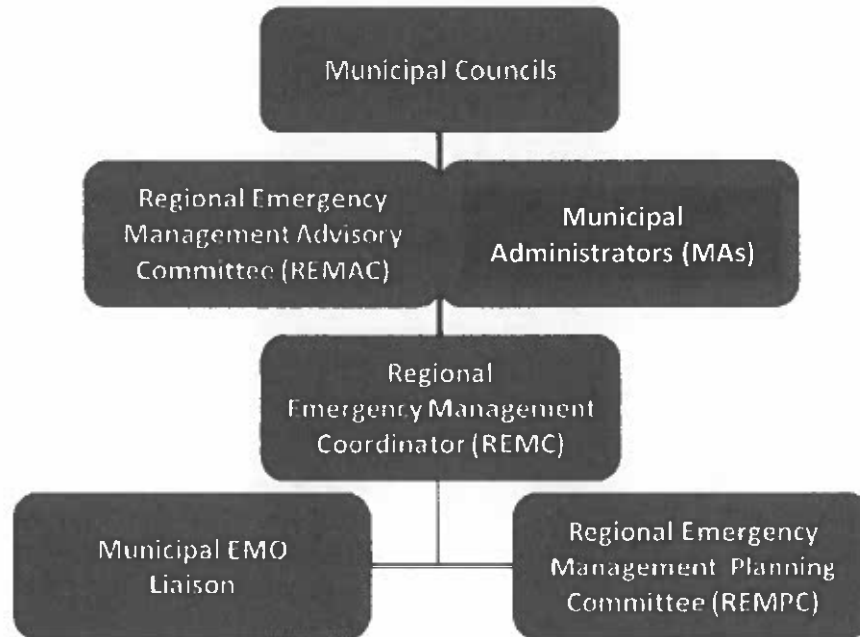 Municipal Councils
Regional Emergency
Management Advisory
Committee (REMAC)
Municipal
Administrators (MAs)
Regional
Emergency Management
Coordinator (REMC)
Municipal EMO
Liaison
Regional Emergency
Management Planning
Committee (REMPC)